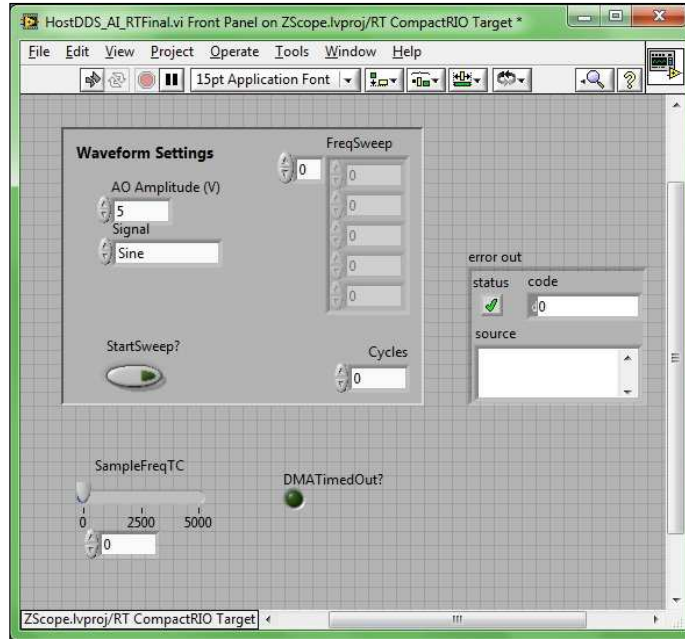 HostDDS_AI_RTFinal.vi Front Panel on ZScope.lvproj/RT CompactRIO Target *
File Edit View Project Operate Tools Window Help
15pt Application Font
Waveform Settings
FreqSweep
AO Amplitude (V)
0
0
5
0
Signal
Sine
0
0
0
StartSweep?
Cycles
0
error out
status code
0
source
SampleFreqTC
DMATimedOut?
0 2500 5000
0
ZScope.lvproj/RT CompactRIO Target